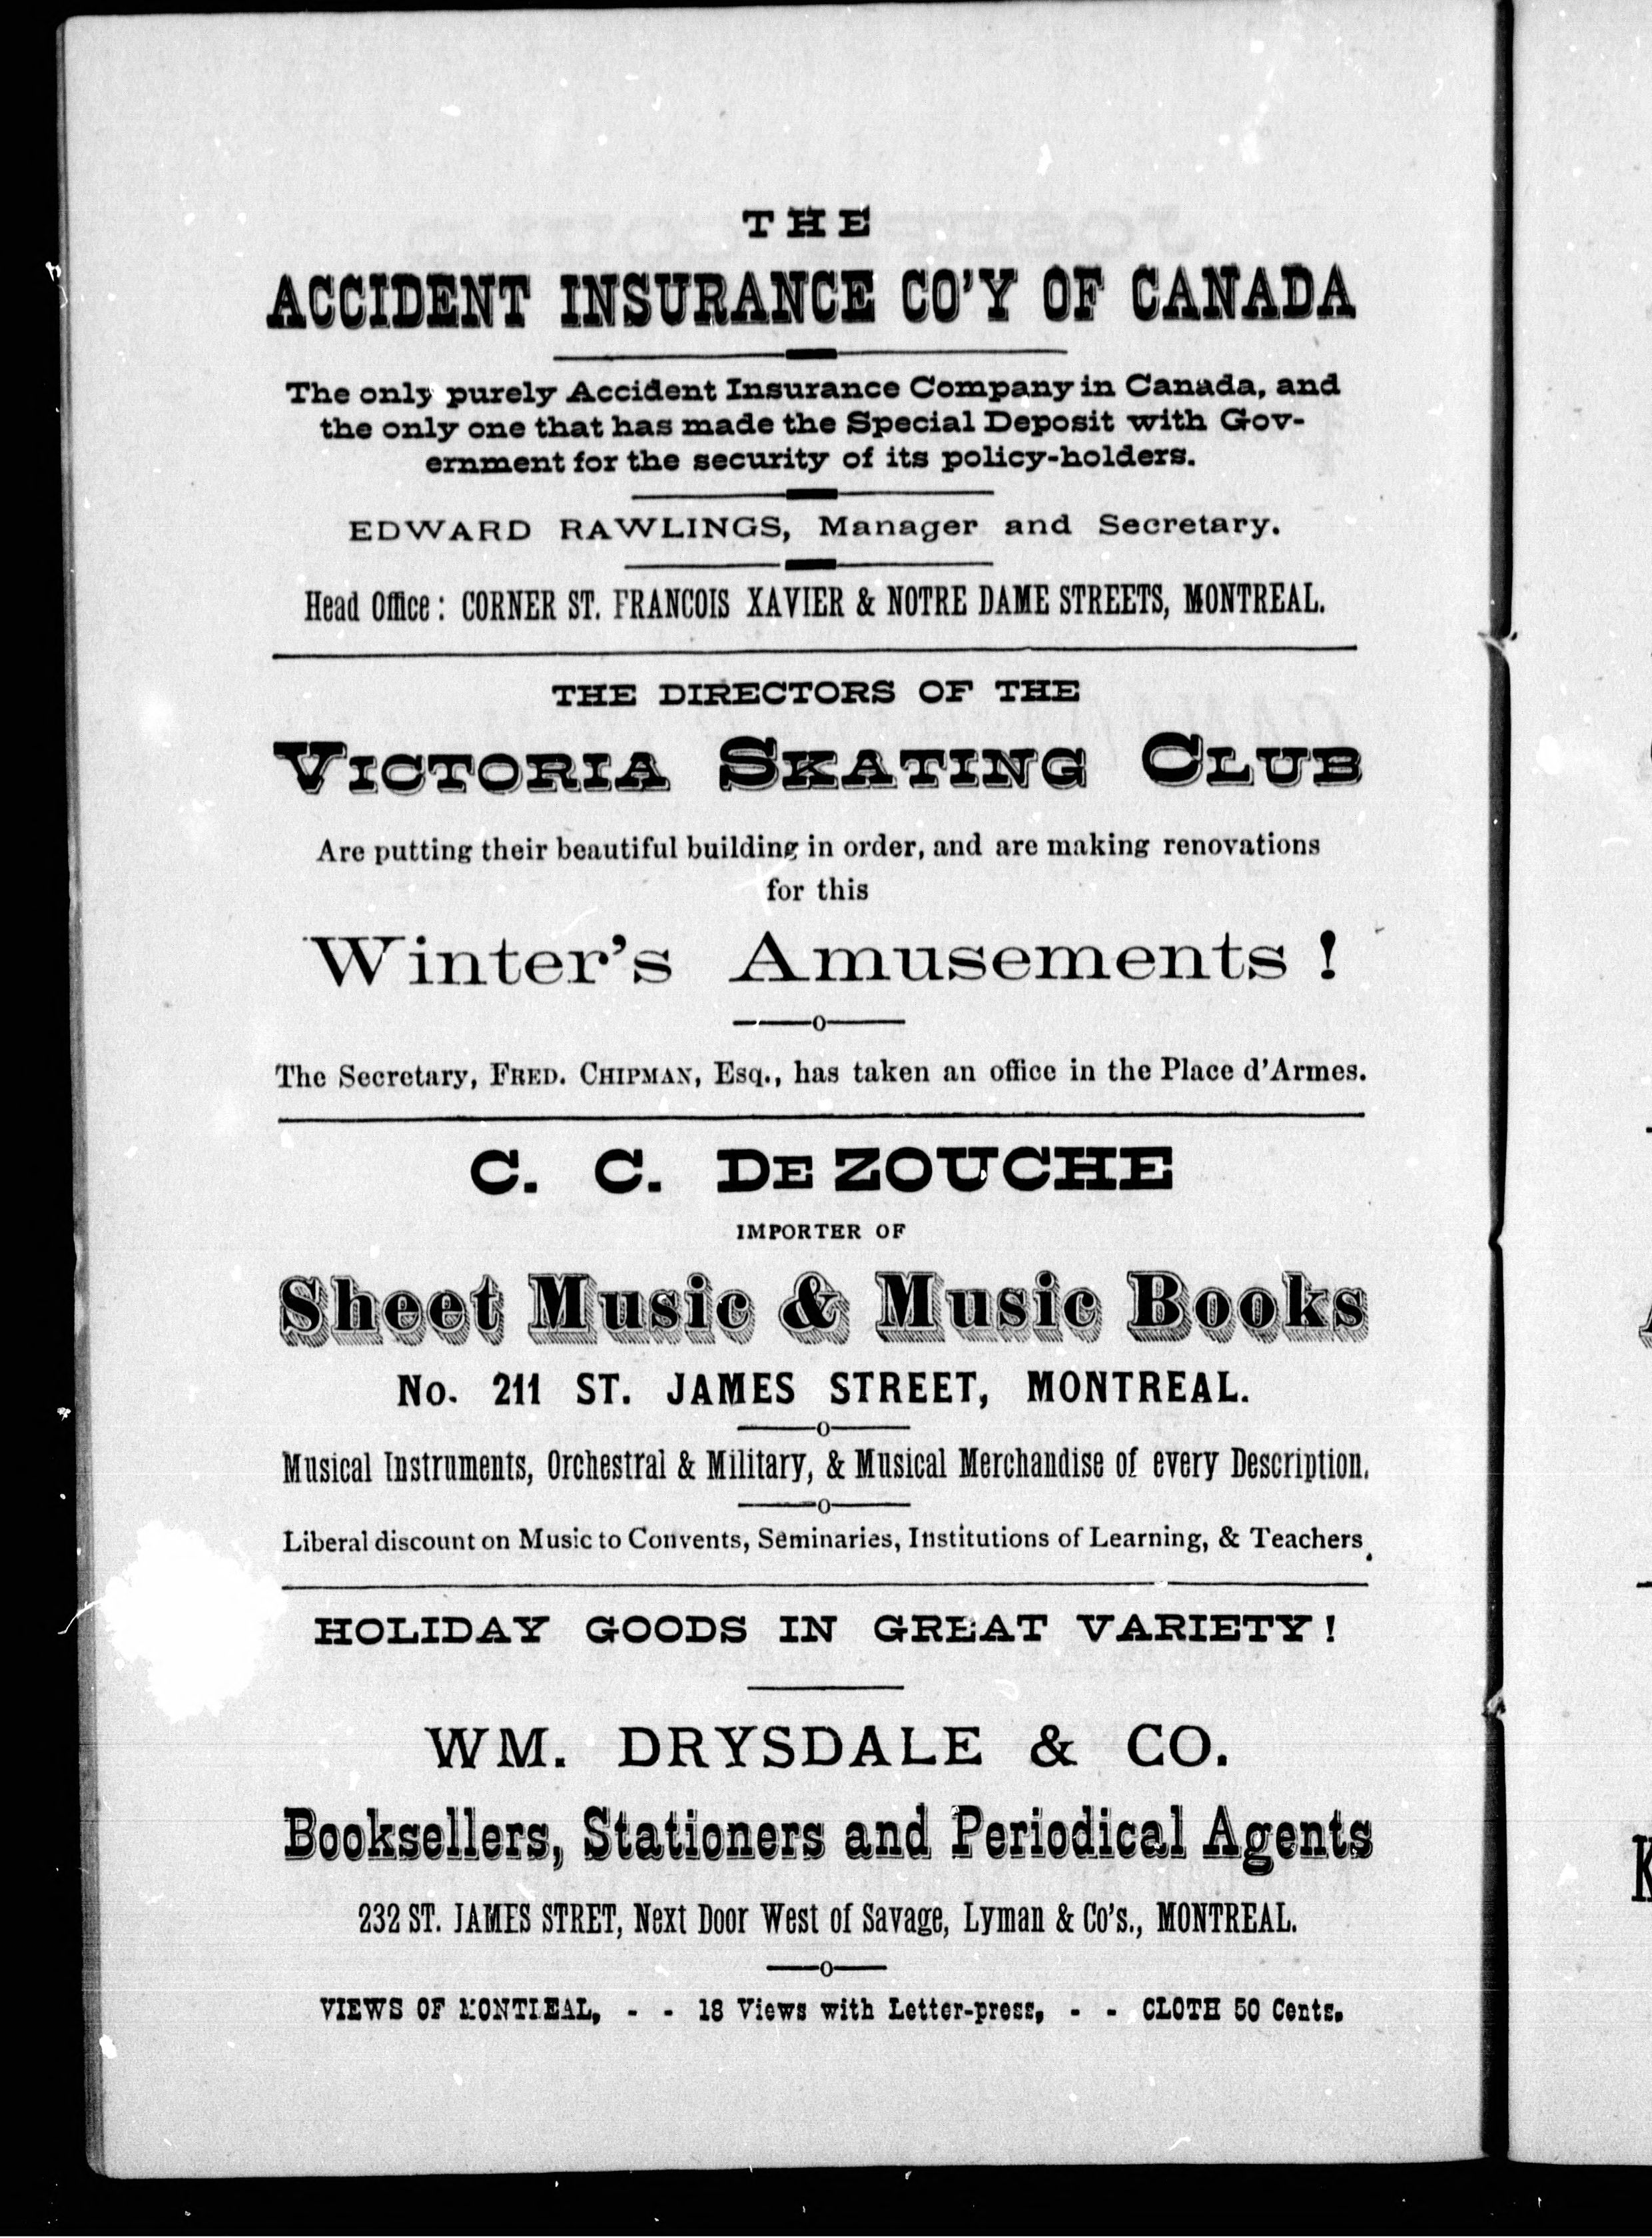 THE
ACCIDENT INSURANCE CO'Y OF CANADA
The only purely Accident Insurance Company in Canada, and
the only one that has made the Special Deposit with Gov-
ernment for the security of its policy-holders.
EDWARD RAWLINGS, Manager and Secretary.
Head Office: CORNER ST. FRANCOIS XAVIER & NOTRE DAME STREETS, MONTREAL.
THE DIRECTORS OF THE
VICTORIA SKATING CLUB
Are putting their beautiful building in order, and are making renovations
for this
Winter's Amusements!
The Secretary, FRED. CHIPMAN, Esq., has taken an office in the Place d'Armes.
C. C. DE ZOUCHE
IMPORTER OF
Sheet Music & Music Books
No. 211 ST. JAMES STREET, MONTREAL.
Musical Instruments, Orchestral & Military, & Musical Merchandise of every Description.
Liberal discount on Music to Convents, Seminaries, Institutions of Learning, & Teachers.
HOLIDAY GOODS IN GREAT VARIETY!
WM. DRYSDALE & CO.
Booksellers, Stationers and Periodical Agents
232 ST. JAMES STRET, Next Door West of Savage, Lyman & Co's., MONTREAL.
VIEWS OF MONTREAL, - - 18 Views with Letter-press, - - CLOTH 50 Cents.